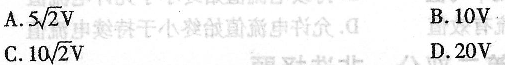 A. 5√2V B. 10V
C. 10√2V D. 20V